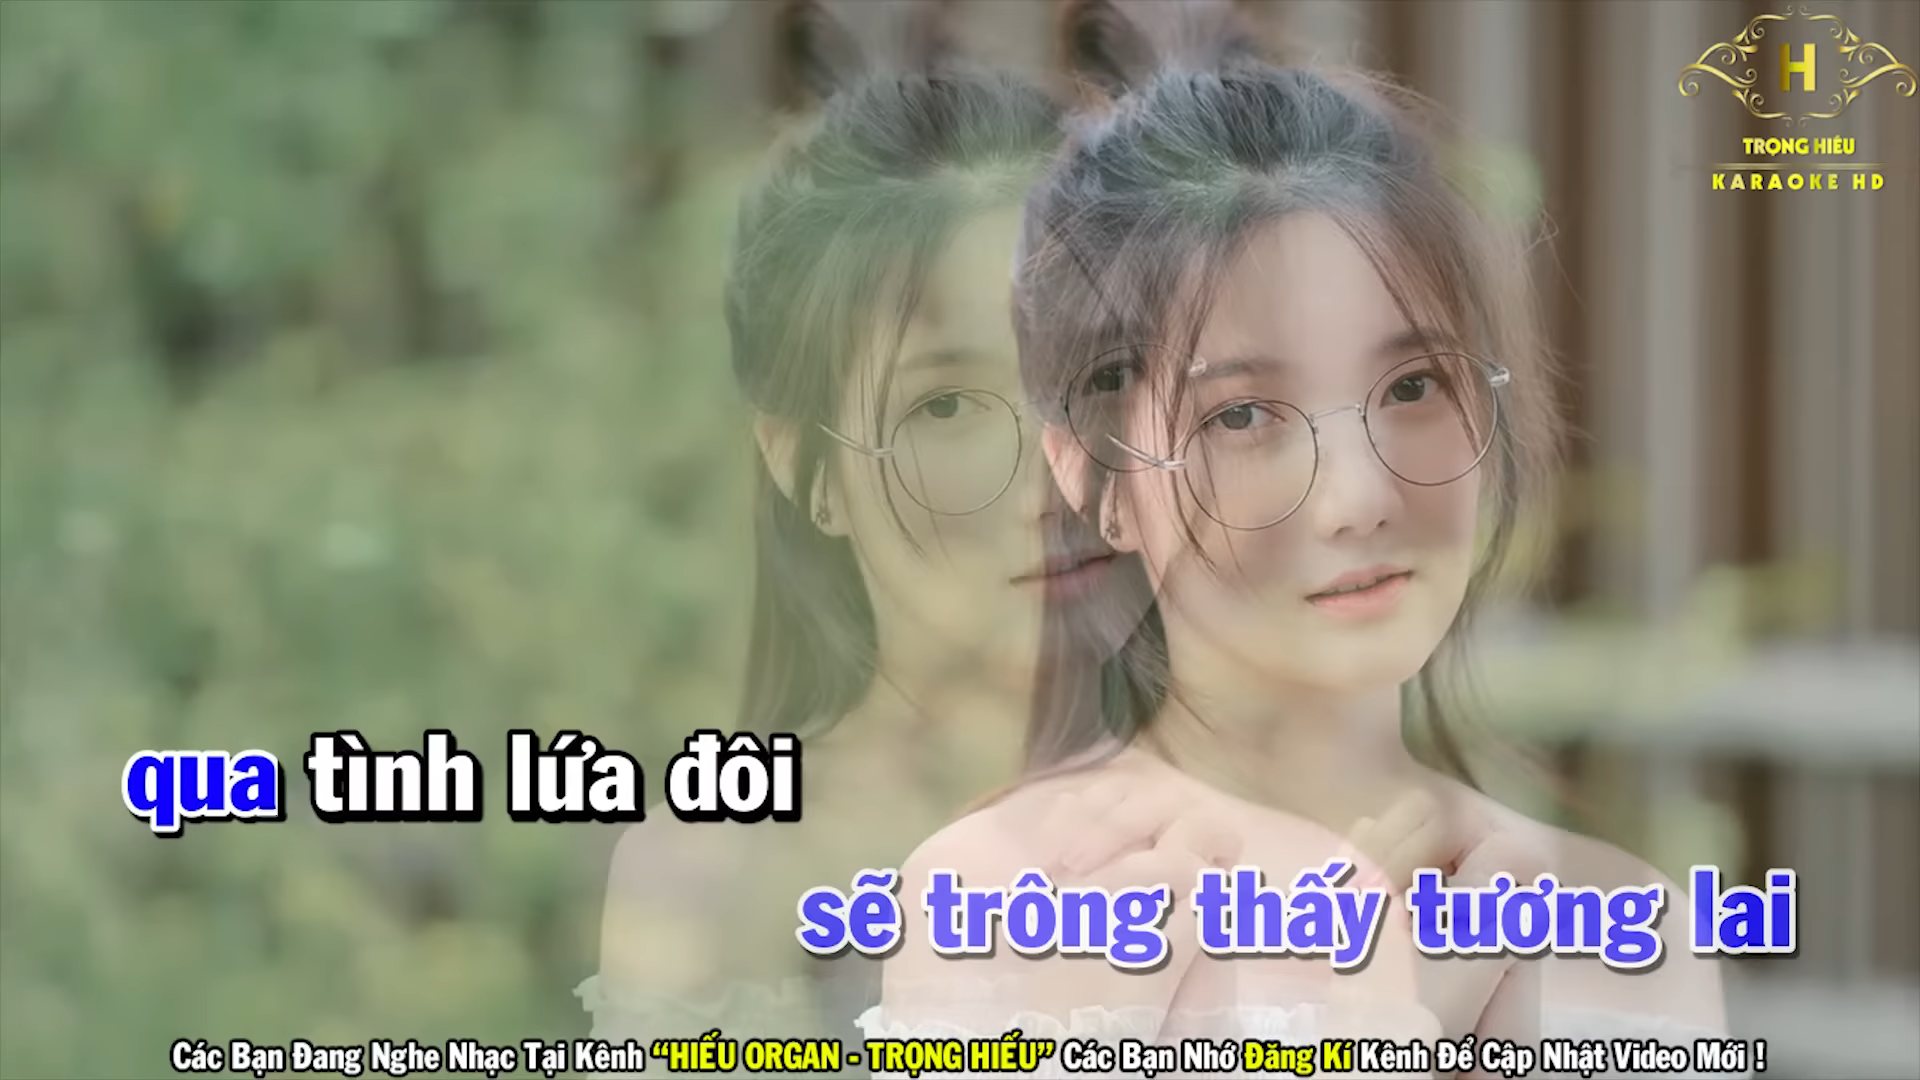 H
TRỌNG HIẾU
KARAOKE HD
qua tình lứa đôi
sẽ trông thấy tương lai
Các Bạn Đang Nghe Nhạc Tại Kênh “HIẾU ORGAN - TRỌNG HIẾU” Các Bạn Nhớ Đăng Kí Kênh Để Cập Nhật Video Mới !